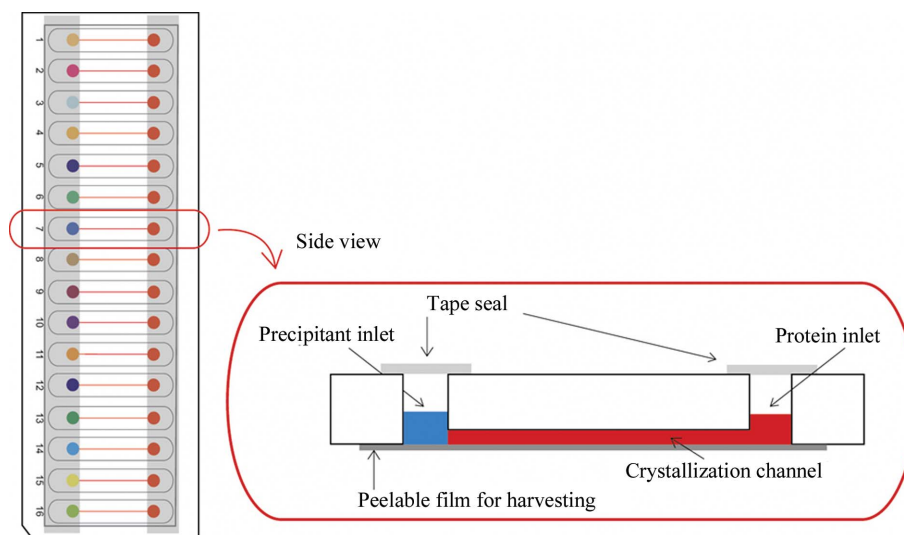 1
2
3
4
5
6
7
8
9
10
11
12
13
14
15
16
Side view
Tape seal
Precipitant inlet
Protein inlet
Crystallization channel
Peelable film for harvesting